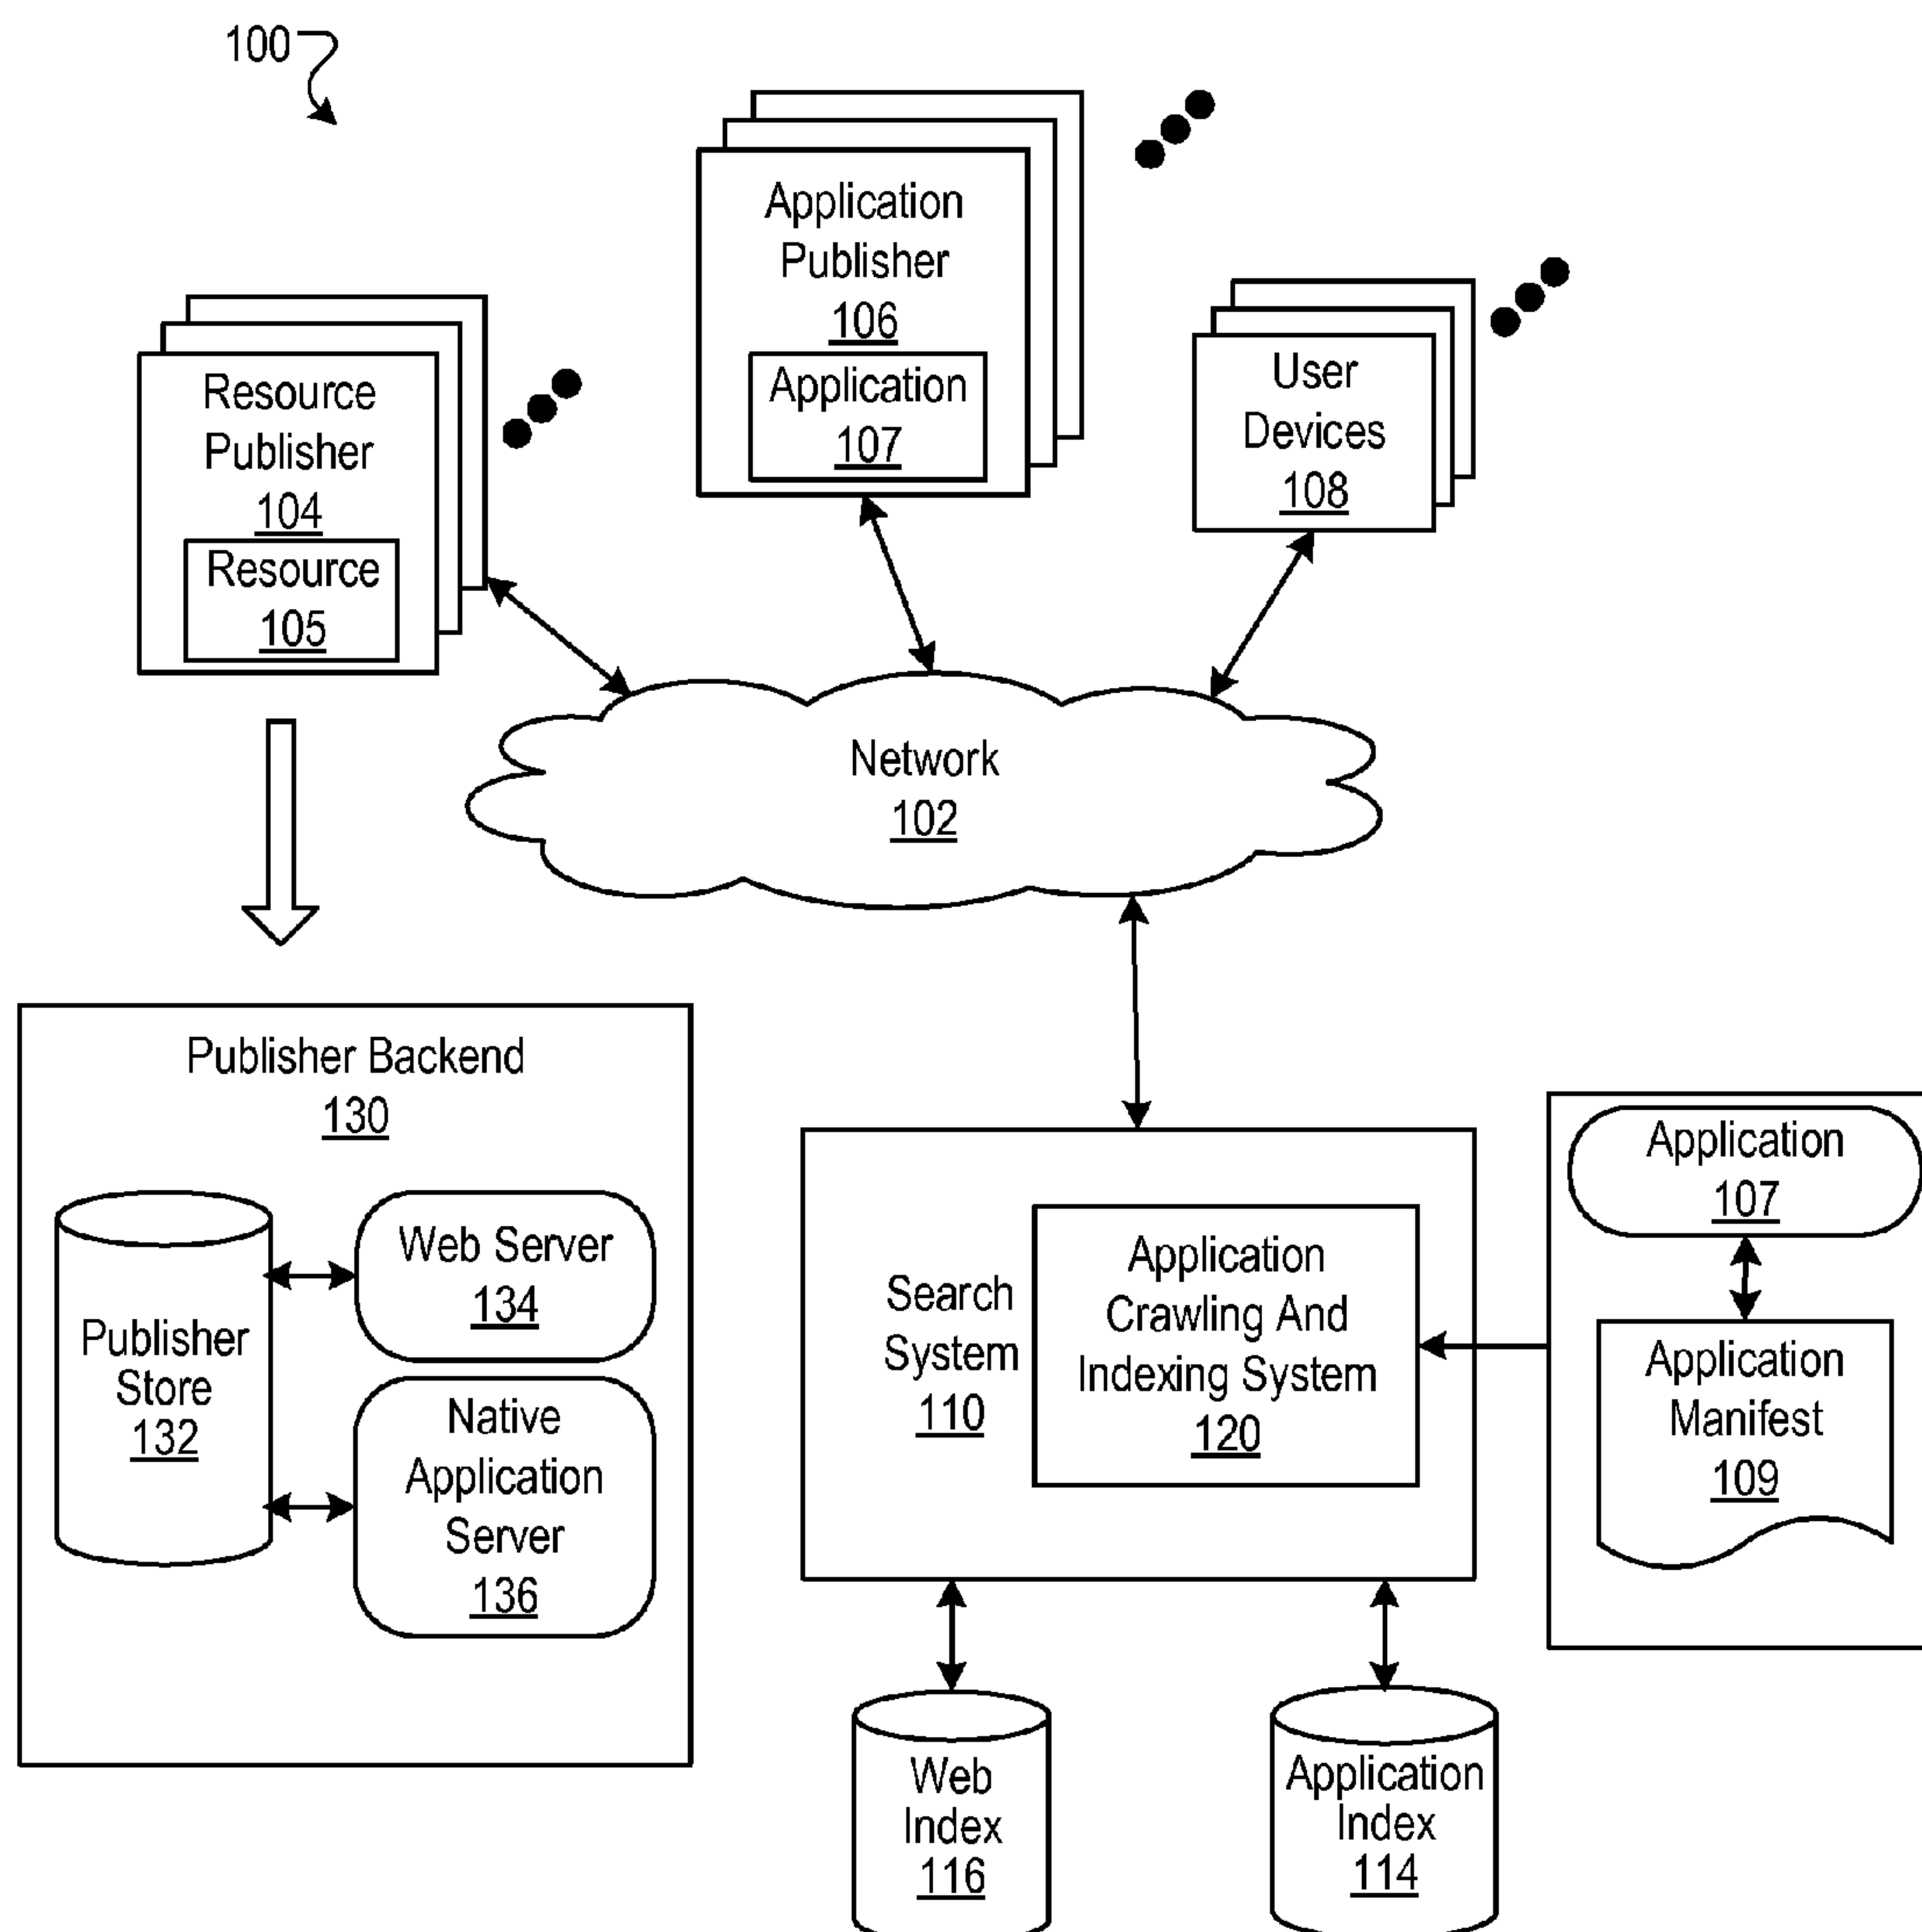 100
Application
Publisher
106
Application
107
User
Devices
108
Resource
Publisher
104
Resource
105
Network
102
Publisher Backend
130
Publisher
Store
132
Web Server
134
Native
Application
Server
136
Search
System
110
Application
Crawling And
Indexing System
120
Application
107
Application
Manifest
109
Web
Index
116
Application
Index
114